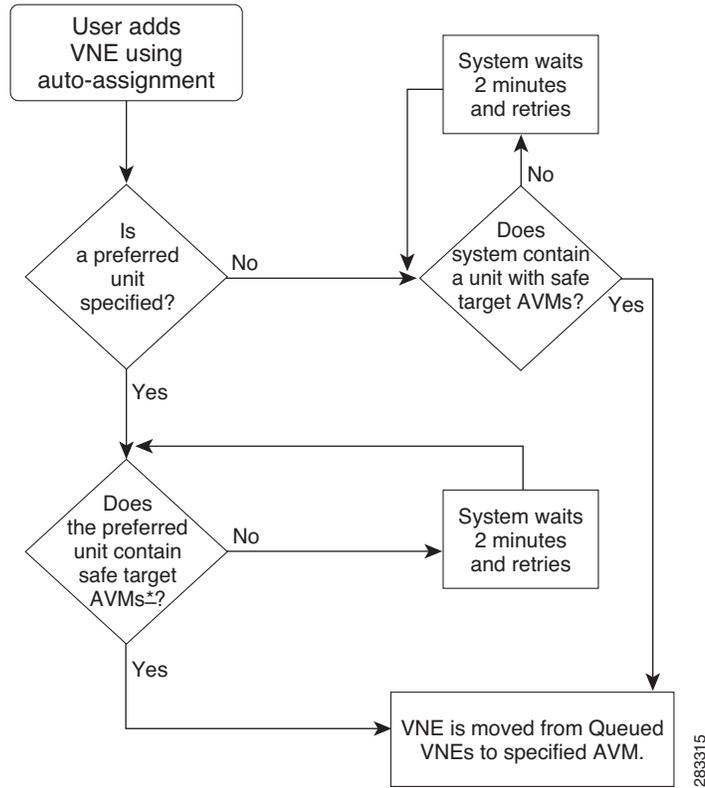 User adds
VNE using
auto-assignment
System waits
2 minutes
and retries
No
Is
a preferred
unit
specified?
No
Does
system contain
a unit with safe
target AVMs?
Yes
Yes
Does
the preferred
unit contain
safe target
AVMs*?
No
System waits
2 minutes
and retries
Yes
VNE is moved from Queued
VNEs to specified AVM.
283315